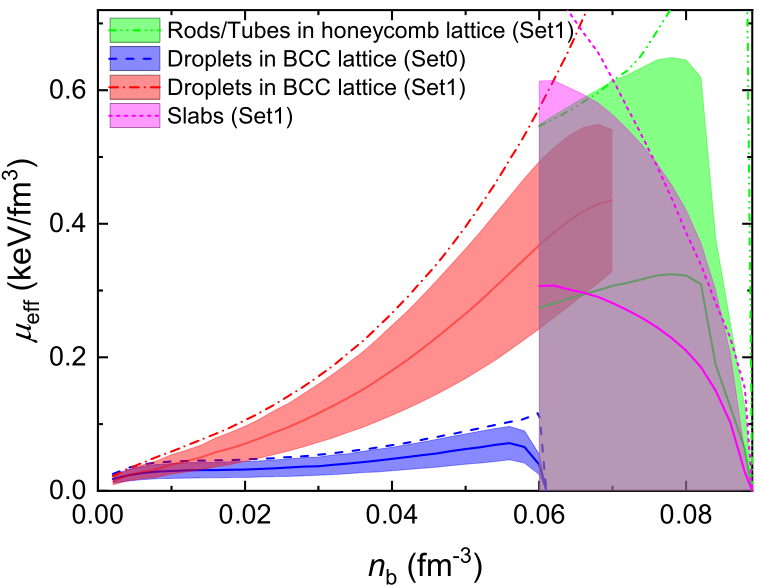 Rods/Tubes in honeycomb lattice (Set1)
Droplets in BCC lattice (Set0)
Droplets in BCC lattice (Set1)
Slabs (Set1)
0.6
0.4
0.2
0.0
μeff (keV/fm³)
0.00 0.02 0.04 0.06 0.08
nb (fm⁻³)